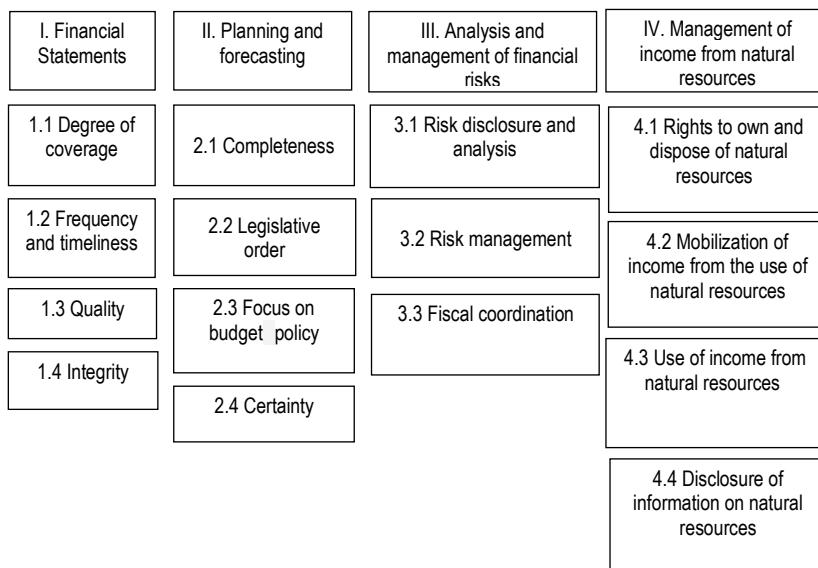 I. Financial
Statements
1.1 Degree of
coverage
1.2 Frequency
and timeliness
1.3 Quality
1.4 Integrity
II. Planning and
forecasting
2.1 Completeness
2.2 Legislative
order
2.3 Focus on
budget policy
2.4 Certainty
III. Analysis and
management of financial
risks
3.1 Risk disclosure and
analysis
3.2 Risk management
3.3 Fiscal coordination
IV. Management of
income from natural
resources
4.1 Rights to own and
dispose of natural
resources
4.2 Mobilization of
income from the use of
natural resources
4.3 Use of income from
natural resources
4.4 Disclosure of
information on natural
resources